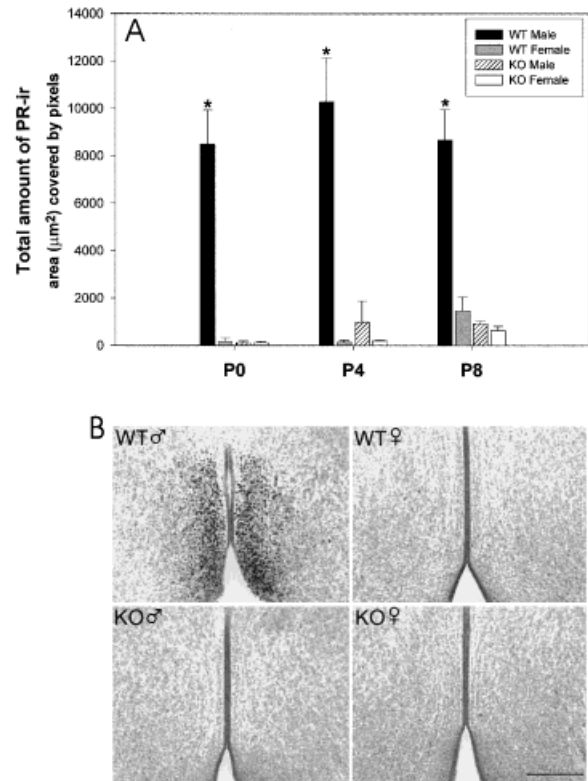 A
Total amount of PR-ir
area (μm²) covered by pixels
14000
12000
10000
8000
6000
4000
2000
0
WT Male
WT Female
KO Male
KO Female
*
*
*
P0
P4
P8
B
WT♂
WT♀
KO♂
KO♀